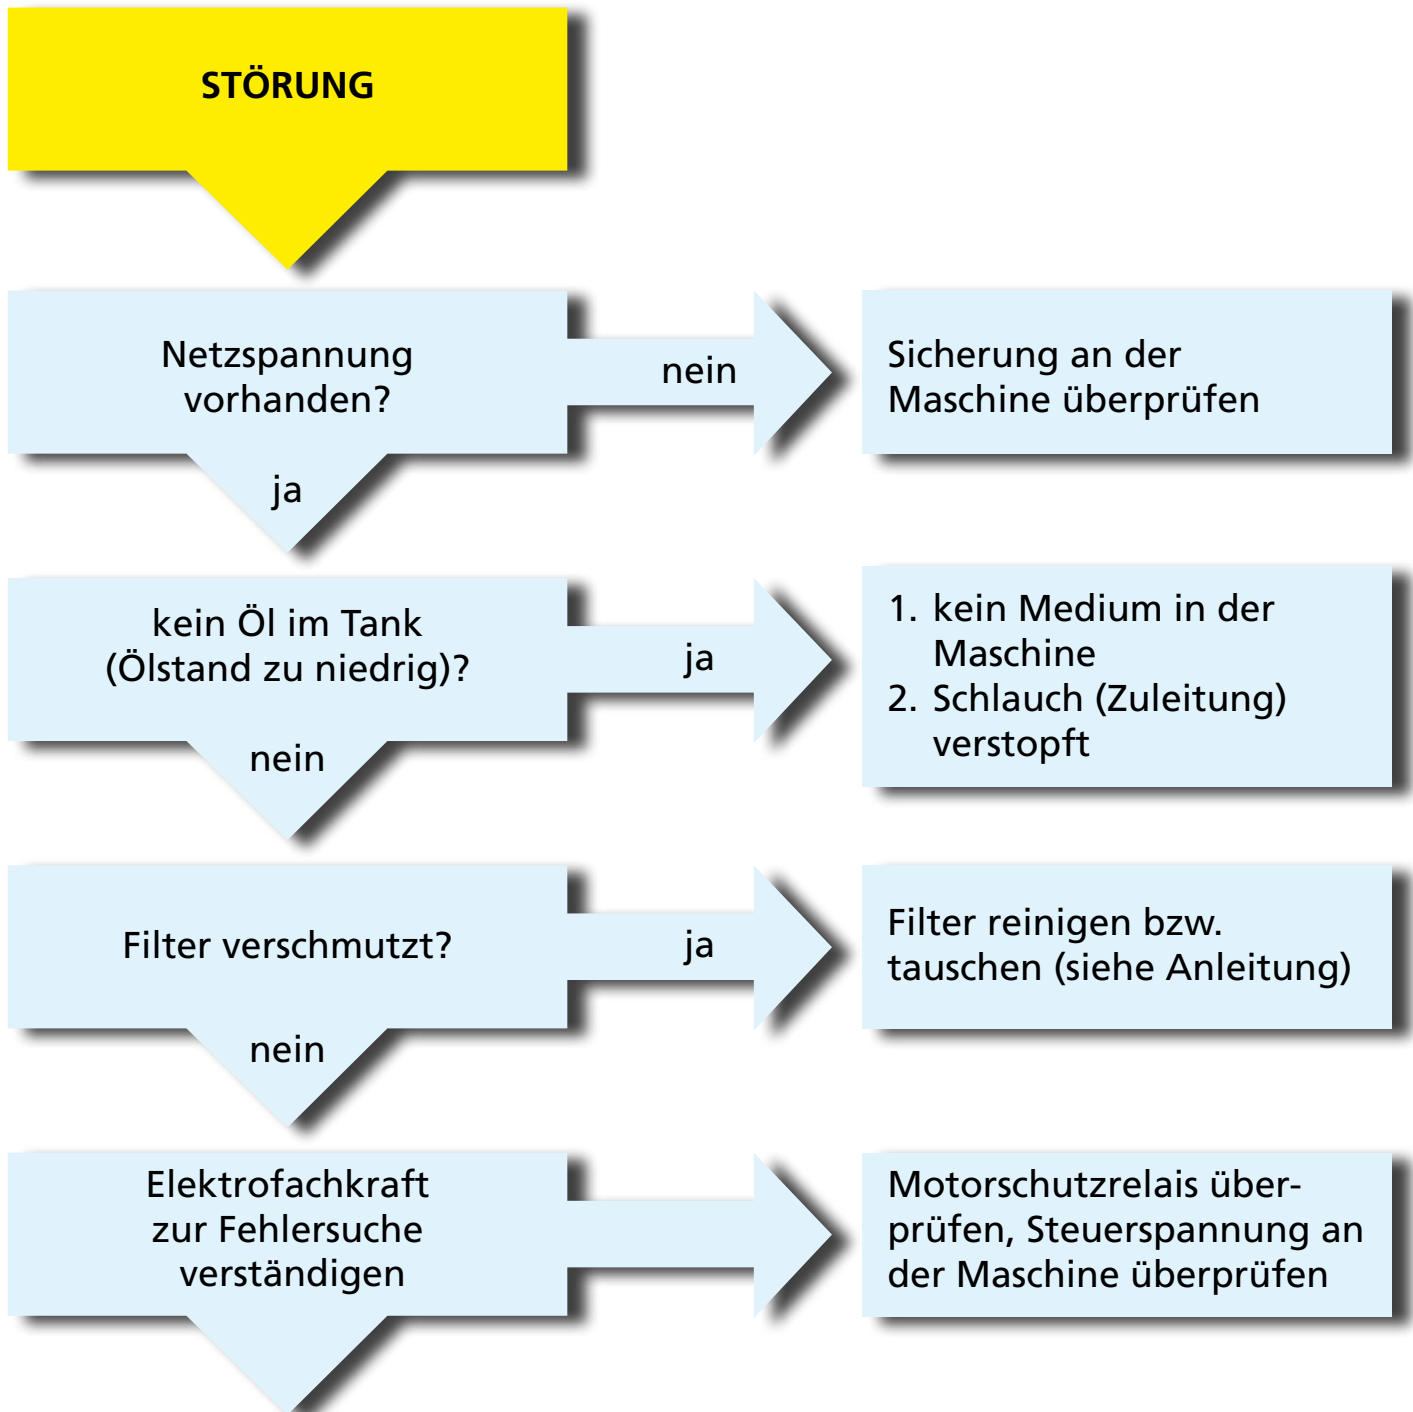 STÖRUNG
Netzspannung
vorhanden?
nein
Sicherung an der
Maschine überprüfen
ja
kein Öl im Tank
(Ölstand zu niedrig)?
ja
1. kein Medium in der
Maschine
2. Schlauch (Zuleitung)
verstopft
nein
Filter verschmutzt?
ja
Filter reinigen bzw.
tauschen (siehe Anleitung)
nein
Elektrofachkraft
zur Fehlersuche
verständigen
Motorschutzrelais über-
prüfen, Steuerspannung an
der Maschine überprüfen